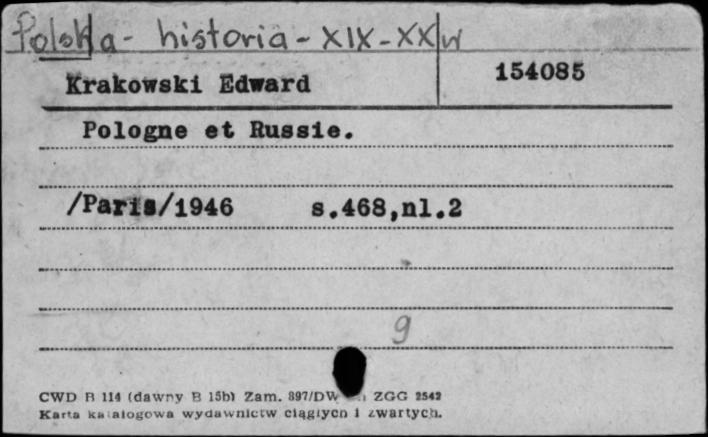 Polska - historia - XIX - XX w
Krakowski Edward 154085
Pologne et Russie.
/Paris/1946 s.468,nl.2
9
CWD B 114 (dawny B 15b) Zam. 897/DW ZGG 2542
Karta katalogowa wydawnictw ciągłych i zwartych.